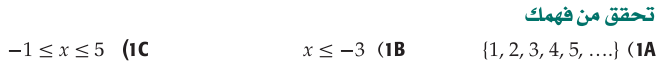 تحقق من فهمك
{1, 2, 3, 4, 5, ....} (1A x ≤ −3 (1B −1 ≤ x ≤ 5 (1C